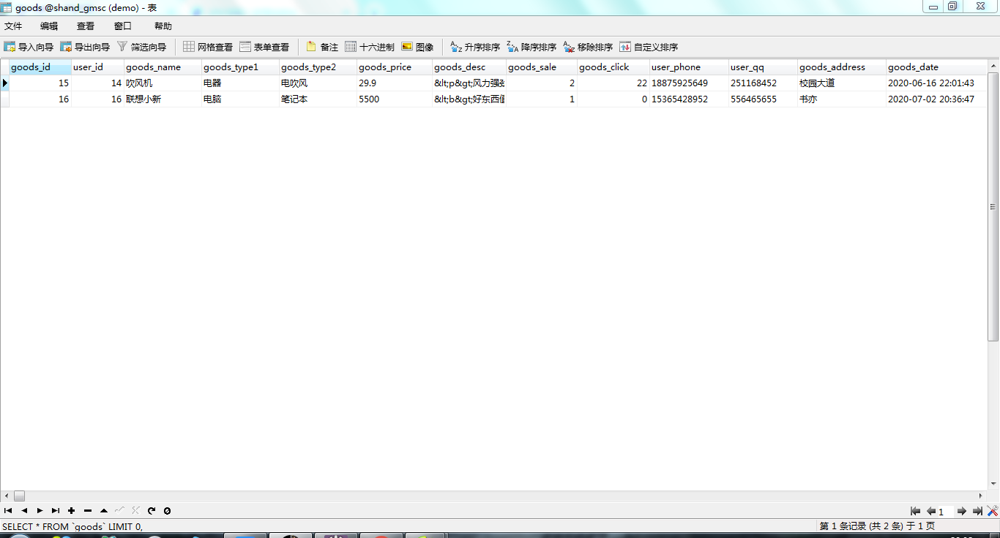 goods @shand_gmsc (demo) - 表
文件 编辑 查看 窗口 帮助
导入向导 导出向导 筛选向导 网格查看 表单查看 备注 十六进制 图像 升序排序 降序排序 移除排序 自定义排序
goods_id user_id goods_name goods_type1 goods_type2 goods_price goods_desc goods_sale goods_click user_phone user_qq goods_address goods_date
15 14 吹风机 电器 电吹风 29.9 &lt;p&gt;风力强劲 2 22 18875925649 251168452 校园大道 2020-06-16 22:01:43
16 16 联想小新 电脑 笔记本 5500 &lt;b&gt;好东西值 1 0 15365428952 556465655 书亦 2020-07-02 20:36:47
1
SELECT * FROM `goods` LIMIT 0,
第 1 条记录 (共 2 条) 于 1 页